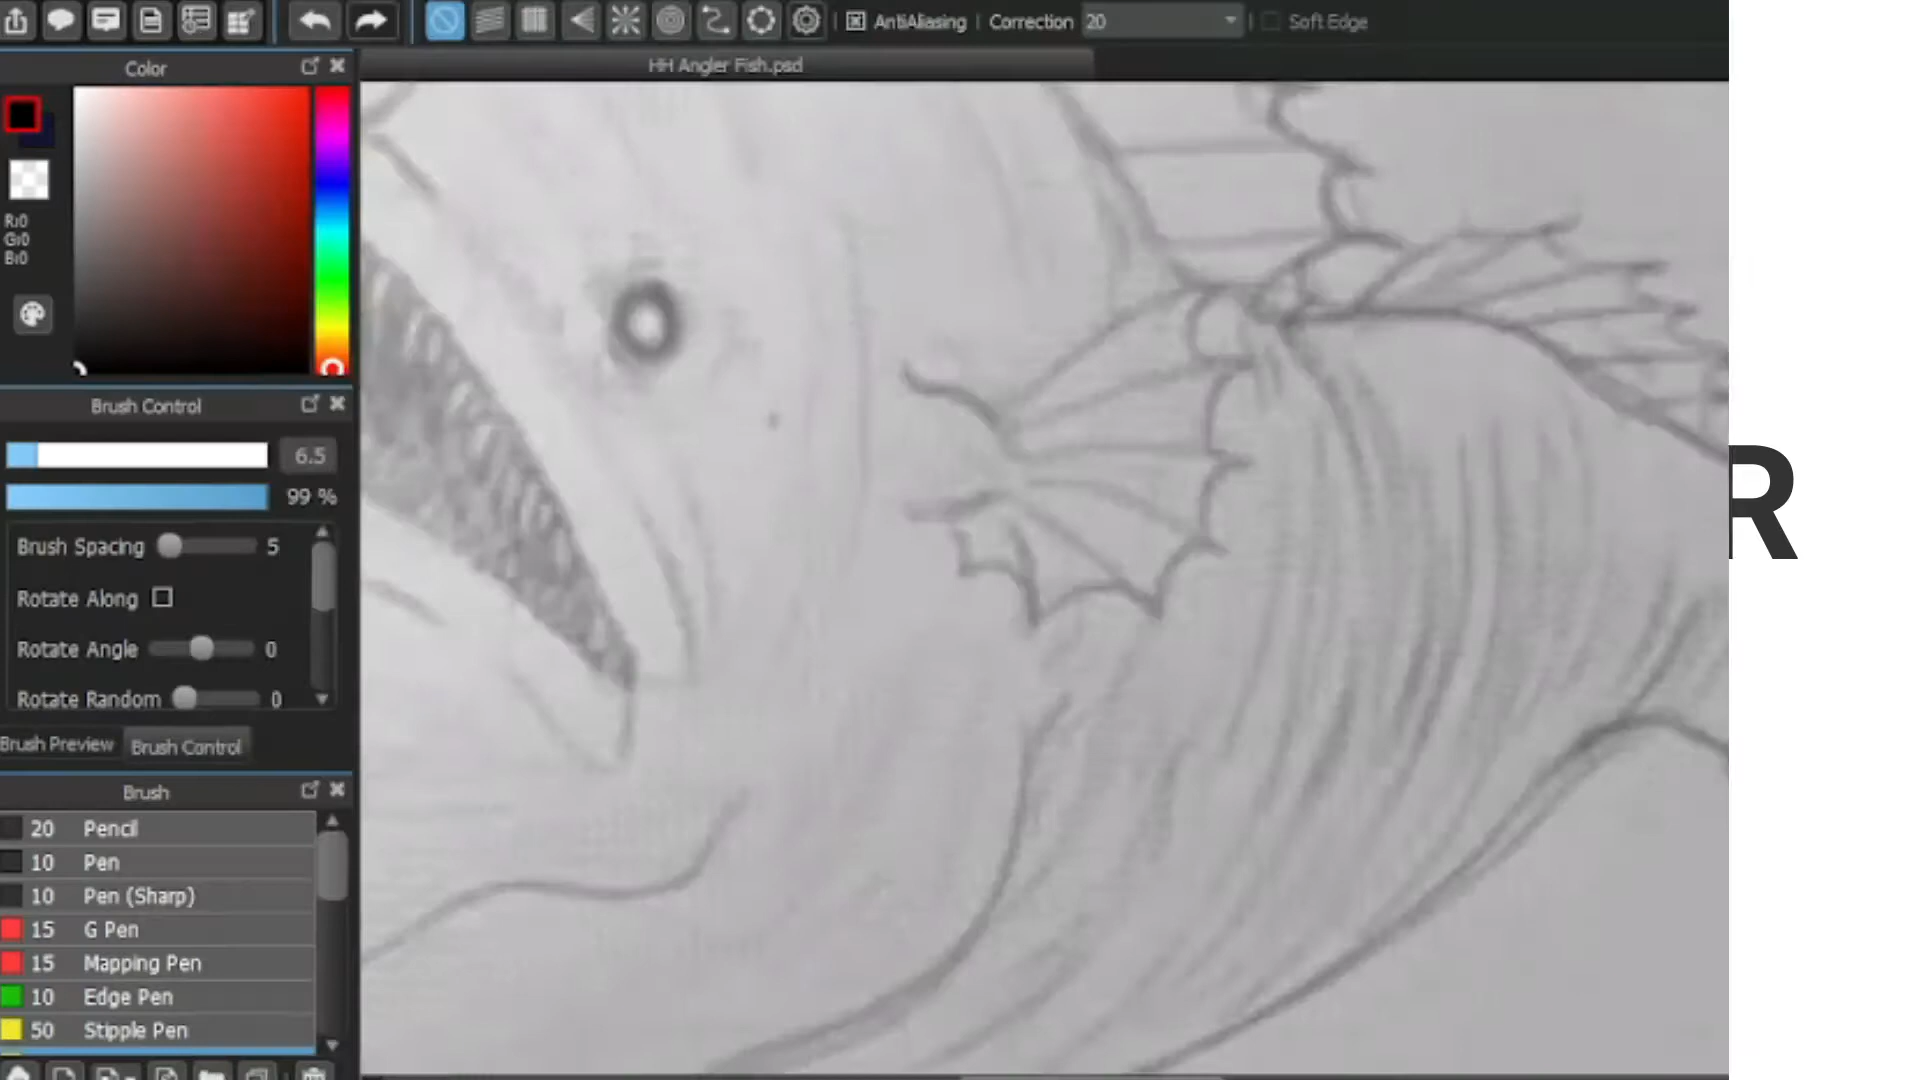 AntiAliasing | Correction 20 | Soft Edge
Color
HH Angler Fish.psd
R:0
G:0
B:0
Brush Control
6.5
99 %
Brush Spacing 5
Rotate Along
Rotate Angle 0
Rotate Random 0
Brush Preview Brush Control
Brush
20 Pencil
10 Pen
10 Pen (Sharp)
15 G Pen
15 Mapping Pen
10 Edge Pen
50 Stipple Pen
R